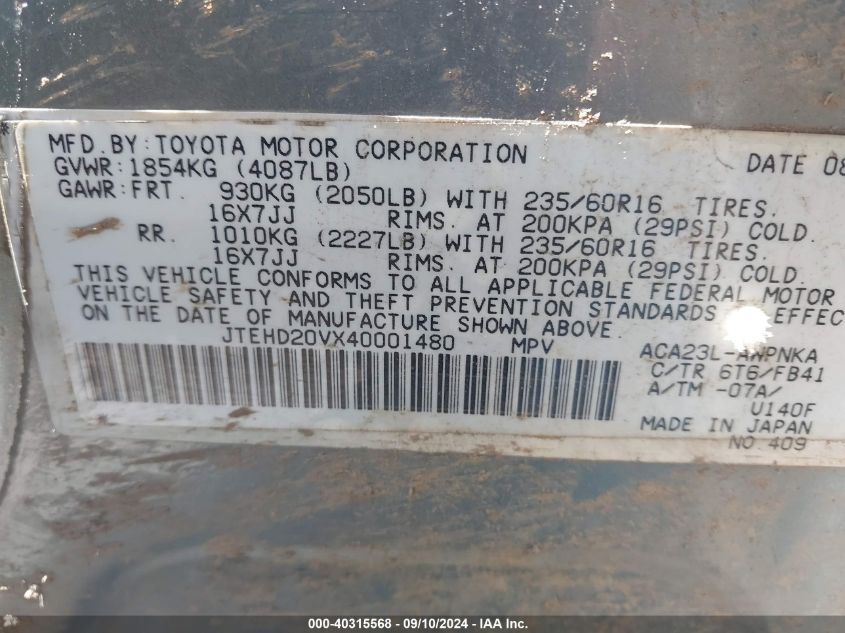 MFD.BY:TOYOTA MOTOR CORPORATION DATE 08
GVWR:1854KG (4087LB)
GAWR:FRT. 930KG (2050LB) WITH 235/60R16 TIRES.
16X7JJ RIMS. AT 200KPA (29PSI) COLD.
RR. 1010KG (2227LB) WITH 235/60R16 TIRES.
16X7JJ RIMS. AT 200KPA (29PSI) COLD.
THIS VEHICLE CONFORMS TO ALL APPLICABLE FEDERAL MOTOR
VEHICLE SAFETY AND THEFT PREVENTION STANDARDS EFFEC
ON THE DATE OF MANUFACTURE SHOWN ABOVE.
JTEHD20VX40001480 MPV
ACA23L-AWPNKA
C/TR 6T6/FB41
A/TM -07A/
U140F
MADE IN JAPAN
NO.409
000-40315568 - 09/10/2024 - IAA Inc.